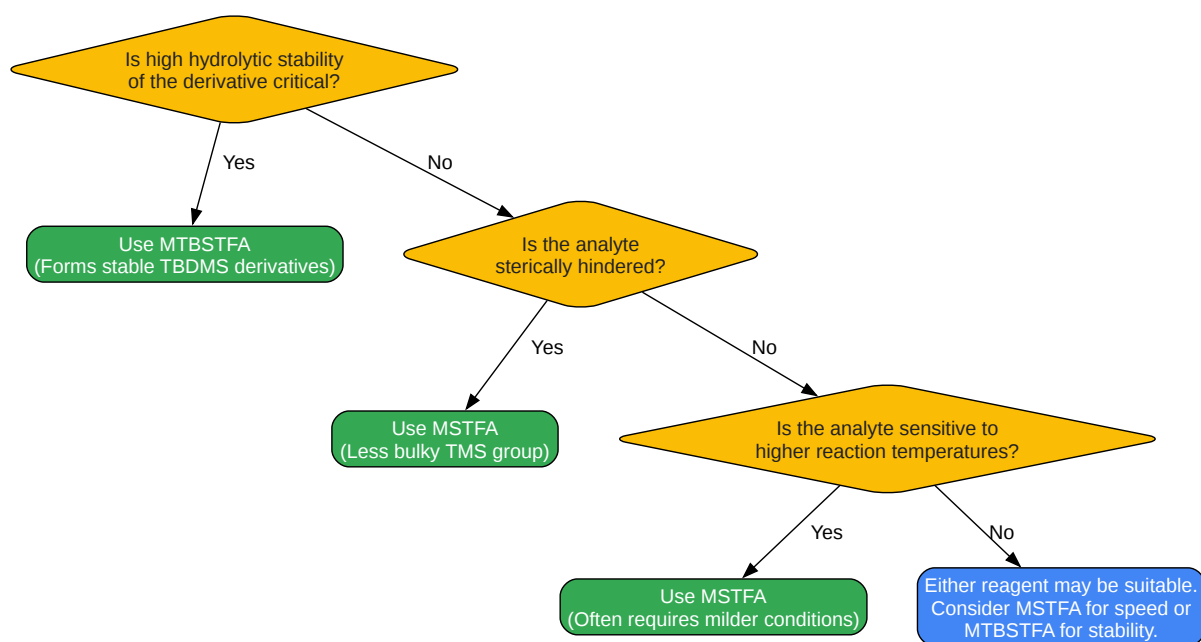 Is high hydrolytic stability
of the derivative critical?
Yes
No
Use MTBSTFA
(Forms stable TBDMS derivatives)
Is the analyte
sterically hindered?
Yes
No
Use MSTFA
(Less bulky TMS group)
Is the analyte sensitive to
higher reaction temperatures?
Yes
No
Use MSTFA
(Often requires milder conditions)
Either reagent may be suitable.
Consider MSTFA for speed or
MTBSTFA for stability.